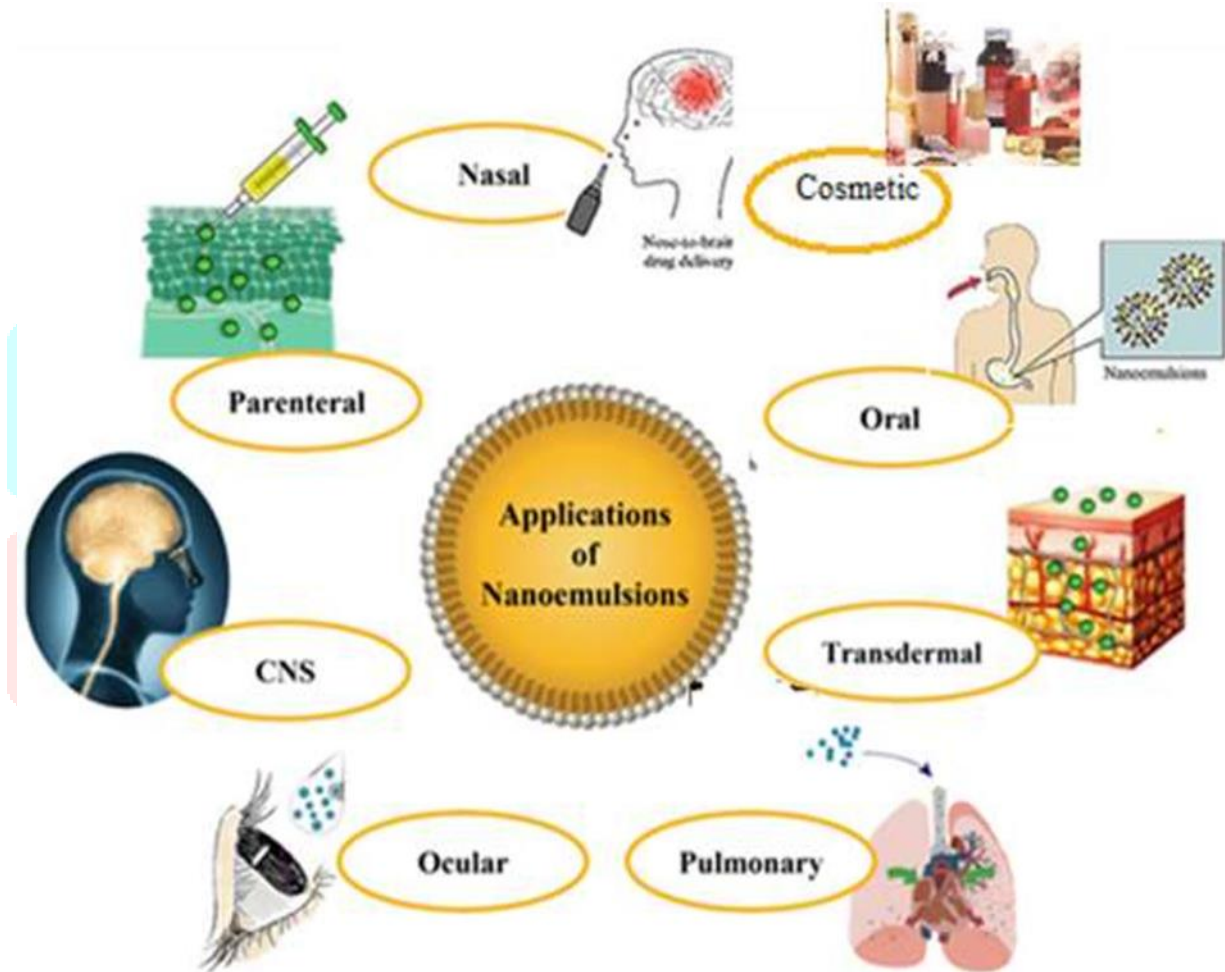 Nasal
Nose-to-brain
drug delivery
Cosmetic
Parenteral
Oral
Nanoemulsions
Applications
of
Nanoemulsions
CNS
Transdermal
Ocular
Pulmonary